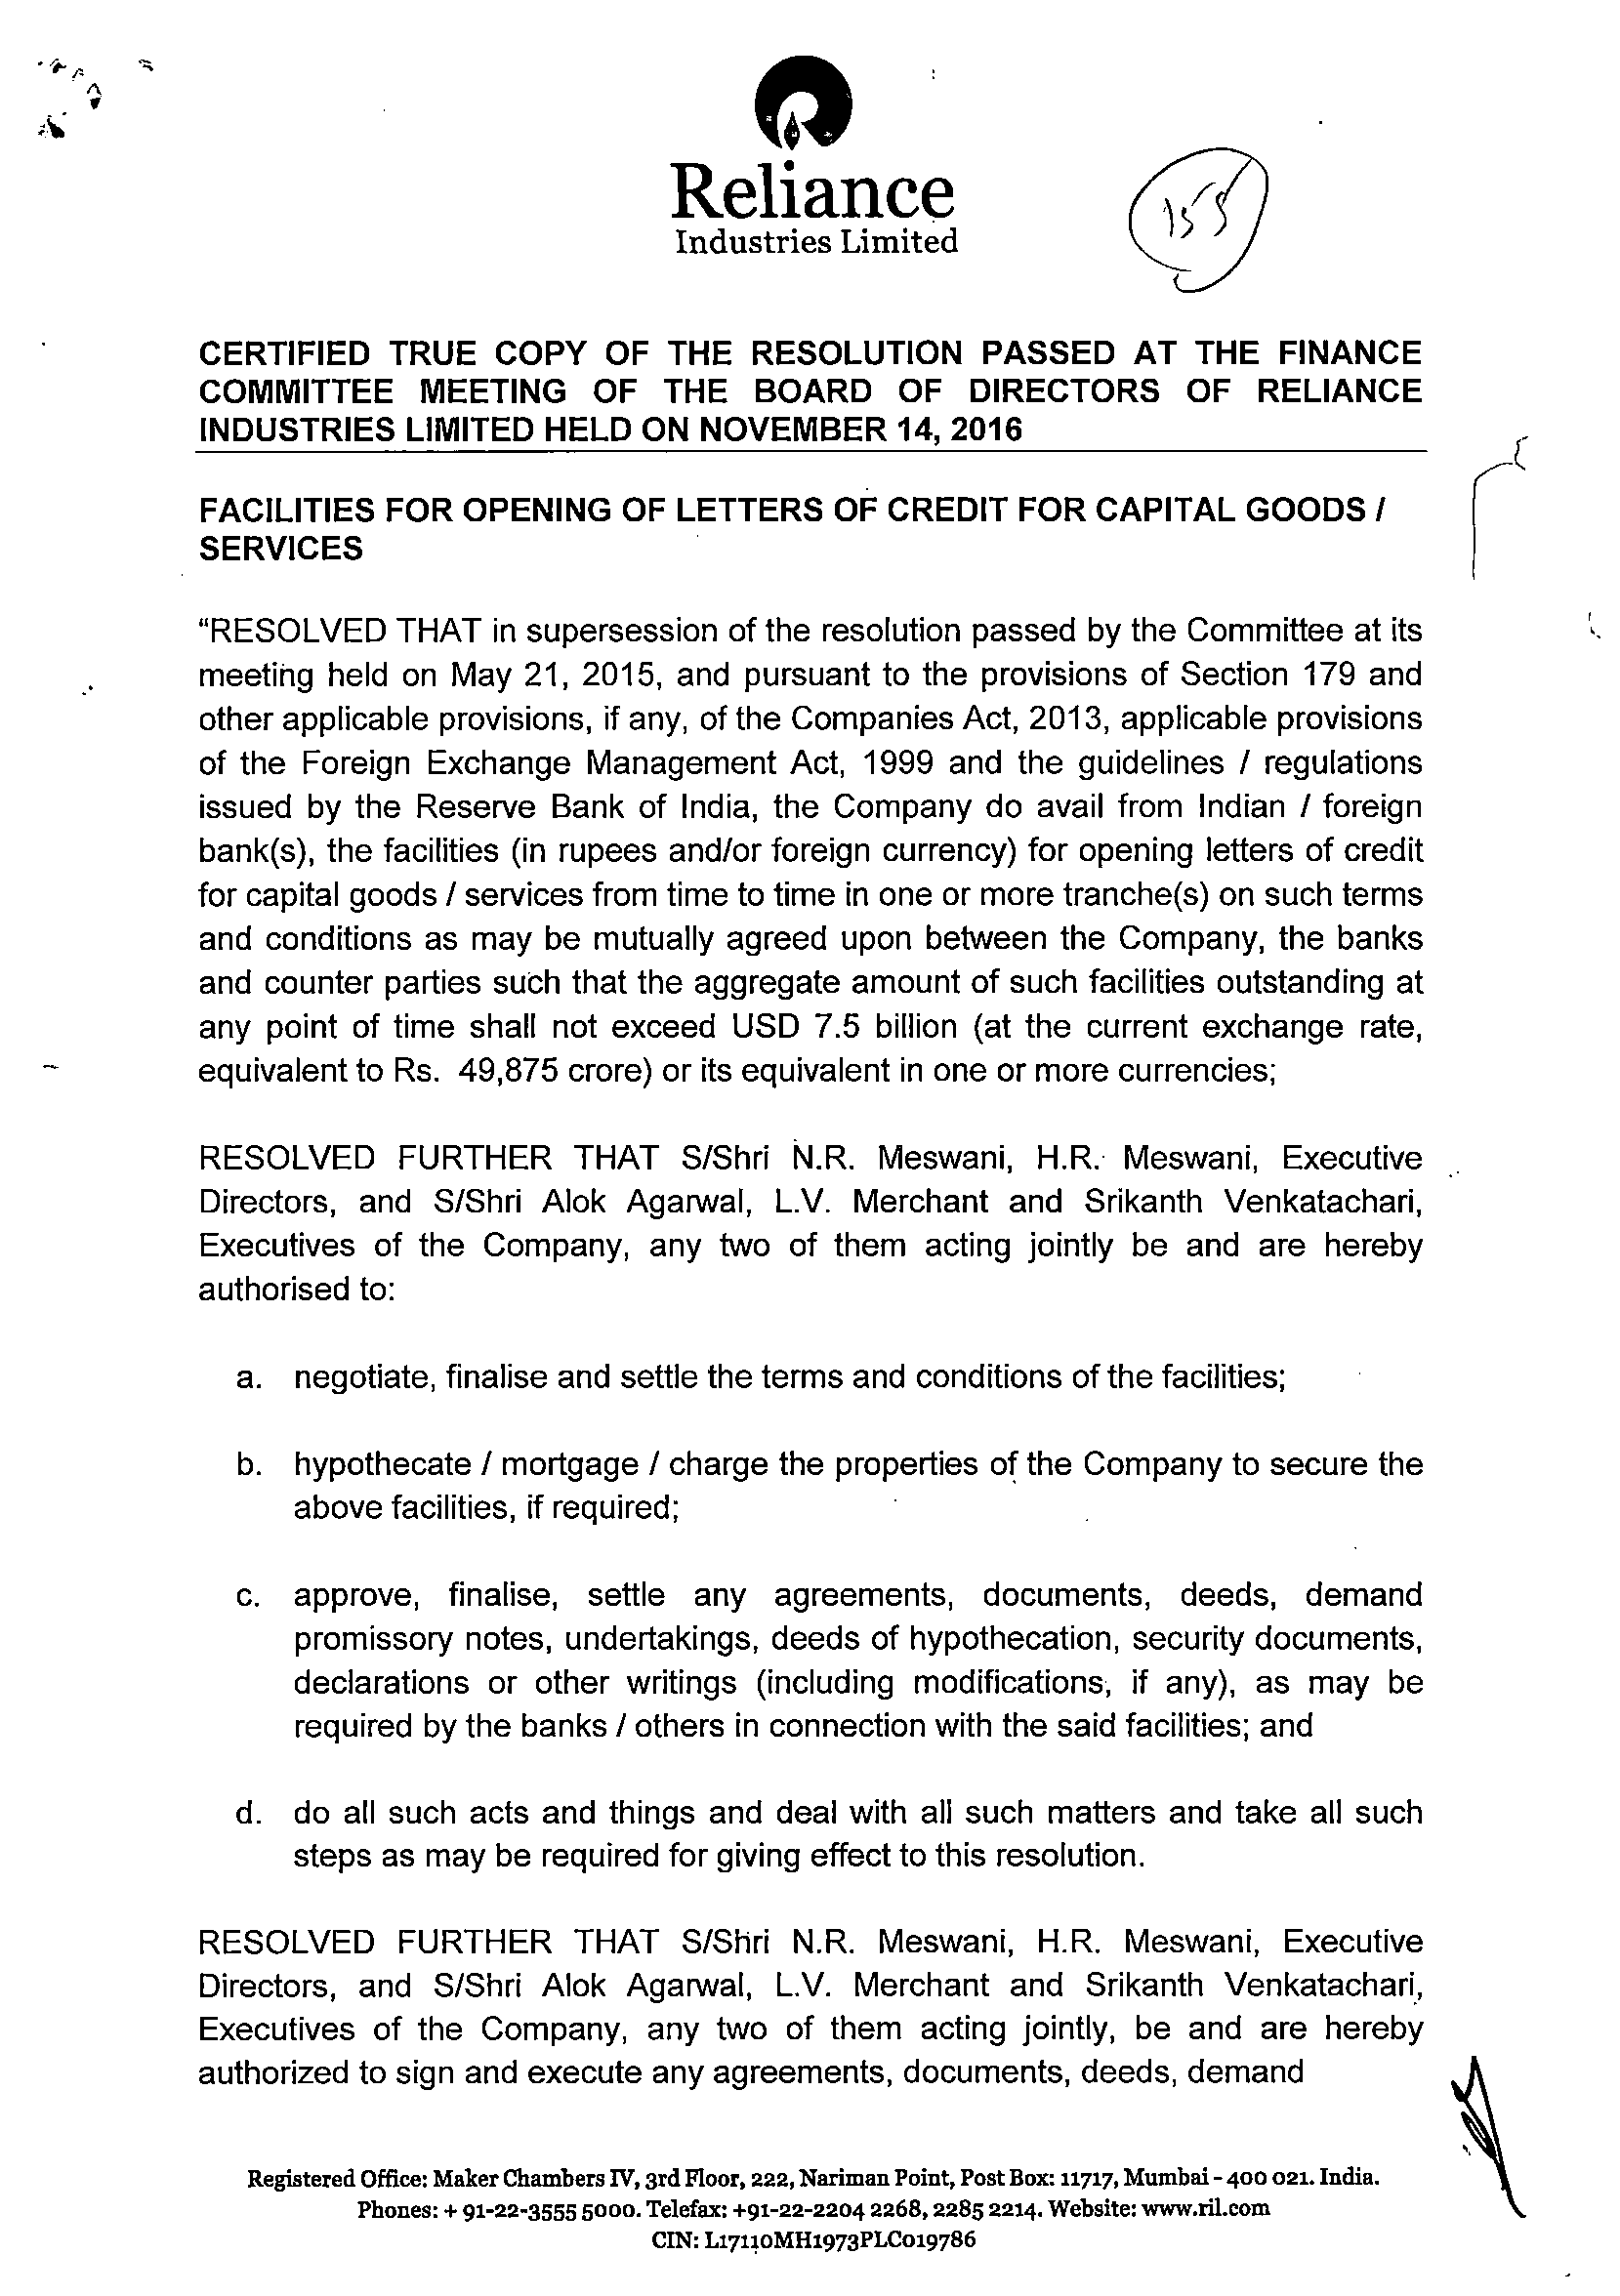 Reliance
Industries Limited
155
CERTIFIED TRUE COPY OF THE RESOLUTION PASSED AT THE FINANCE
COMMITTEE MEETING OF THE BOARD OF DIRECTORS OF RELIANCE
INDUSTRIES LIMITED HELD ON NOVEMBER 14, 2016
FACILITIES FOR OPENING OF LETTERS OF CREDIT FOR CAPITAL GOODS /
SERVICES
“RESOLVED THAT in supersession of the resolution passed by the Committee at its
meeting held on May 21, 2015, and pursuant to the provisions of Section 179 and
other applicable provisions, if any, of the Companies Act, 2013, applicable provisions
of the Foreign Exchange Management Act, 1999 and the guidelines / regulations
issued by the Reserve Bank of India, the Company do avail from Indian / foreign
bank(s), the facilities (in rupees and/or foreign currency) for opening letters of credit
for capital goods / services from time to time in one or more tranche(s) on such terms
and conditions as may be mutually agreed upon between the Company, the banks
and counter parties such that the aggregate amount of such facilities outstanding at
any point of time shall not exceed USD 7.5 billion (at the current exchange rate,
equivalent to Rs. 49,875 crore) or its equivalent in one or more currencies;
RESOLVED FURTHER THAT S/Shri N.R. Meswani, H.R. Meswani, Executive
Directors, and S/Shri Alok Agarwal, L.V. Merchant and Srikanth Venkatachari,
Executives of the Company, any two of them acting jointly be and are hereby
authorised to:
a. negotiate, finalise and settle the terms and conditions of the facilities;
b. hypothecate / mortgage / charge the properties of the Company to secure the
above facilities, if required;
c. approve, finalise, settle any agreements, documents, deeds, demand
promissory notes, undertakings, deeds of hypothecation, security documents,
declarations or other writings (including modifications, if any), as may be
required by the banks / others in connection with the said facilities; and
d. do all such acts and things and deal with all such matters and take all such
steps as may be required for giving effect to this resolution.
RESOLVED FURTHER THAT S/Shri N.R. Meswani, H.R. Meswani, Executive
Directors, and S/Shri Alok Agarwal, L.V. Merchant and Srikanth Venkatachari,
Executives of the Company, any two of them acting jointly, be and are hereby
authorized to sign and execute any agreements, documents, deeds, demand
Registered Office: Maker Chambers IV, 3rd Floor, 222, Nariman Point, Post Box: 11717, Mumbai - 400 021. India.
Phones: + 91-22-3555 5000. Telefax: +91-22-2204 2268, 2285 2214. Website: www.ril.com
CIN: L17110MH1973PLC019786